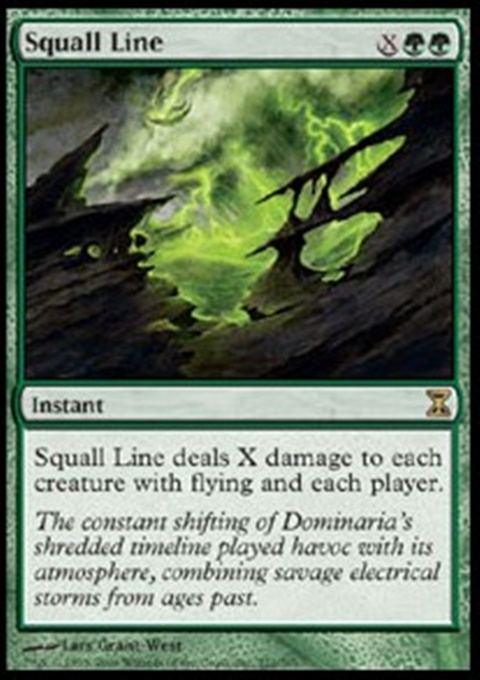 Squall Line X
Instant
Squall Line deals X damage to each
creature with flying and each player.
The constant shifting of Dominaria's
shredded timeline played havoc with its
atmosphere, combining savage electrical
storms from ages past.
Lars Grant-West